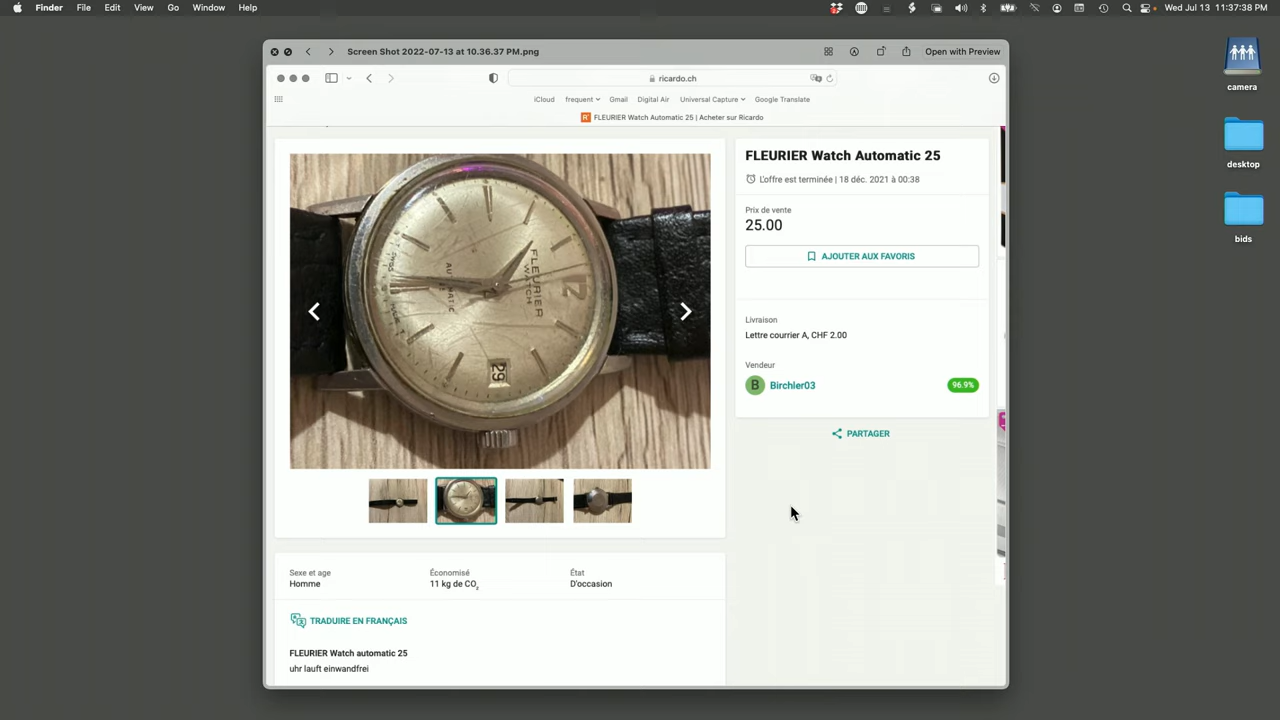 Finder File Edit View Go Window Help
Wed Jul 13 11:37:38 PM
Screen Shot 2022-07-13 at 10.36.37 PM.png
Open with Preview
ricardo.ch
iCloud frequent Gmail Digital Air Universal Capture Google Translate
FLEURIER Watch Automatic 25 | Acheter sur Ricardo
camera
desktop
bids
FLEURIER
WATCH
AUTOMATIC
12
29
FLEURIER Watch Automatic 25
L'offre est terminée | 18 déc. 2021 à 00:38
Prix de vente
25.00
AJOUTER AUX FAVORIS
Livraison
Lettre courrier A, CHF 2.00
Vendeur
B Birchler03 96.9%
PARTAGER
Sexe et age
Homme
Économisé
11 kg de CO₂
État
D'occasion
TRADUIRE EN FRANÇAIS
FLEURIER Watch automatic 25
uhr lauft einwandfrei